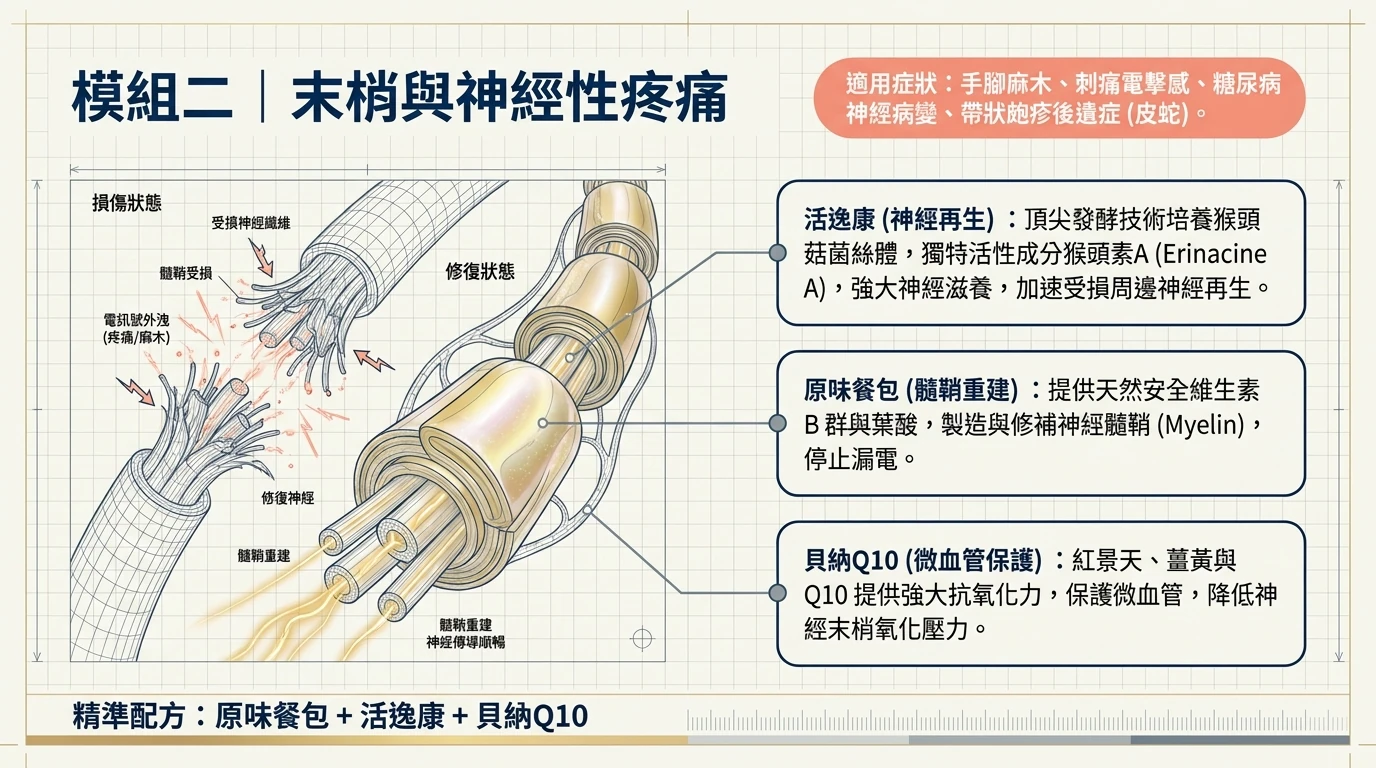 模組二｜末梢與神經性疼痛
適用症狀：手腳麻木、刺痛電擊感、糖尿病
神經病變、帶狀皰疹後遺症 (皮蛇)。
損傷狀態
受損神經纖維
髓鞘受損
電訊號外洩
(疼痛/麻木)
修復狀態
修復神經
髓鞘重建
髓鞘重建
神經傳導順暢
活逸康 (神經再生) ：頂尖發酵技術培養猴頭
菇菌絲體，獨特活性成分猴頭素A (Erinacine
A)，強大神經滋養，加速受損周邊神經再生。
原味餐包 (髓鞘重建) ：提供天然安全維生素
B 群與葉酸，製造與修補神經髓鞘 (Myelin)，
停止漏電。
貝納Q10 (微血管保護) ：紅景天、薑黃與
Q10 提供強大抗氧化力，保護微血管，降低神
經末梢氧化壓力。
精準配方：原味餐包 + 活逸康 + 貝納Q10